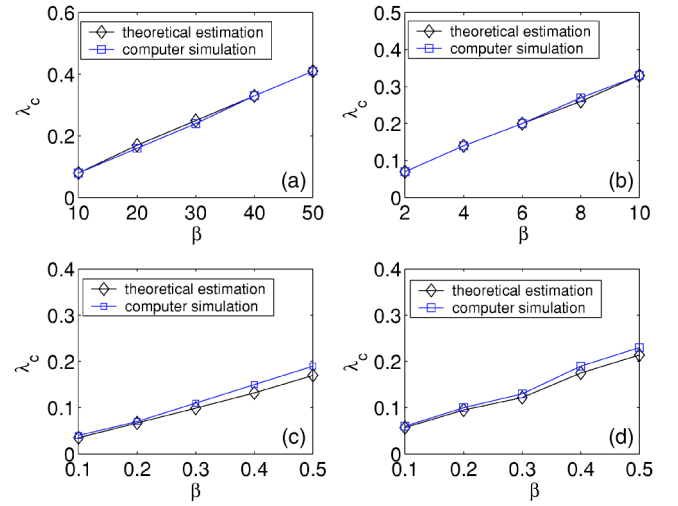 0.6
theoretical estimation
computer simulation
0.4
λc
0.2
(a)
0
10 20 30 40 50
β
0.5
theoretical estimation
computer simulation
0.4
0.3
λc
0.2
0.1
(b)
0
2 4 6 8 10
β
0.4
theoretical estimation
computer simulation
0.3
λc
0.2
0.1
(c)
0
0.1 0.2 0.3 0.4 0.5
β
0.4
theoretical estimation
computer simulation
0.3
λc
0.2
0.1
(d)
0
0.1 0.2 0.3 0.4 0.5
β